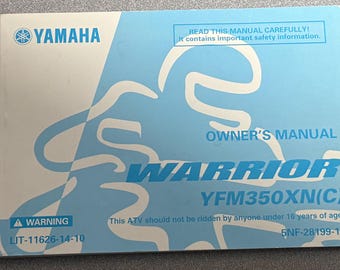 YAMAHA
READ THIS MANUAL CAREFULLY!
It contains important safety information.
OWNER'S MANUAL
WARRIOR
YFM350XN(C)
WARNING
This ATV should not be ridden by anyone under 16 years of age
LIT-11626-14-10
5NF-28199-1